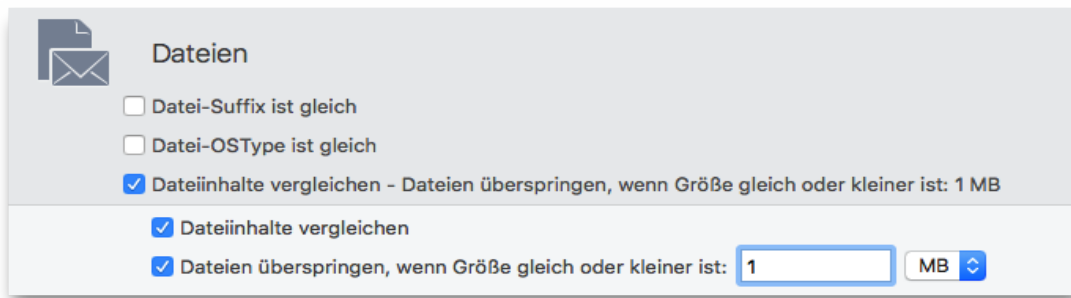 Dateien
Datei-Suffix ist gleich
Datei-OSType ist gleich
Dateiinhalte vergleichen - Dateien überspringen, wenn Größe gleich oder kleiner ist: 1 MB
Dateiinhalte vergleichen
Dateien überspringen, wenn Größe gleich oder kleiner ist: 1 MB